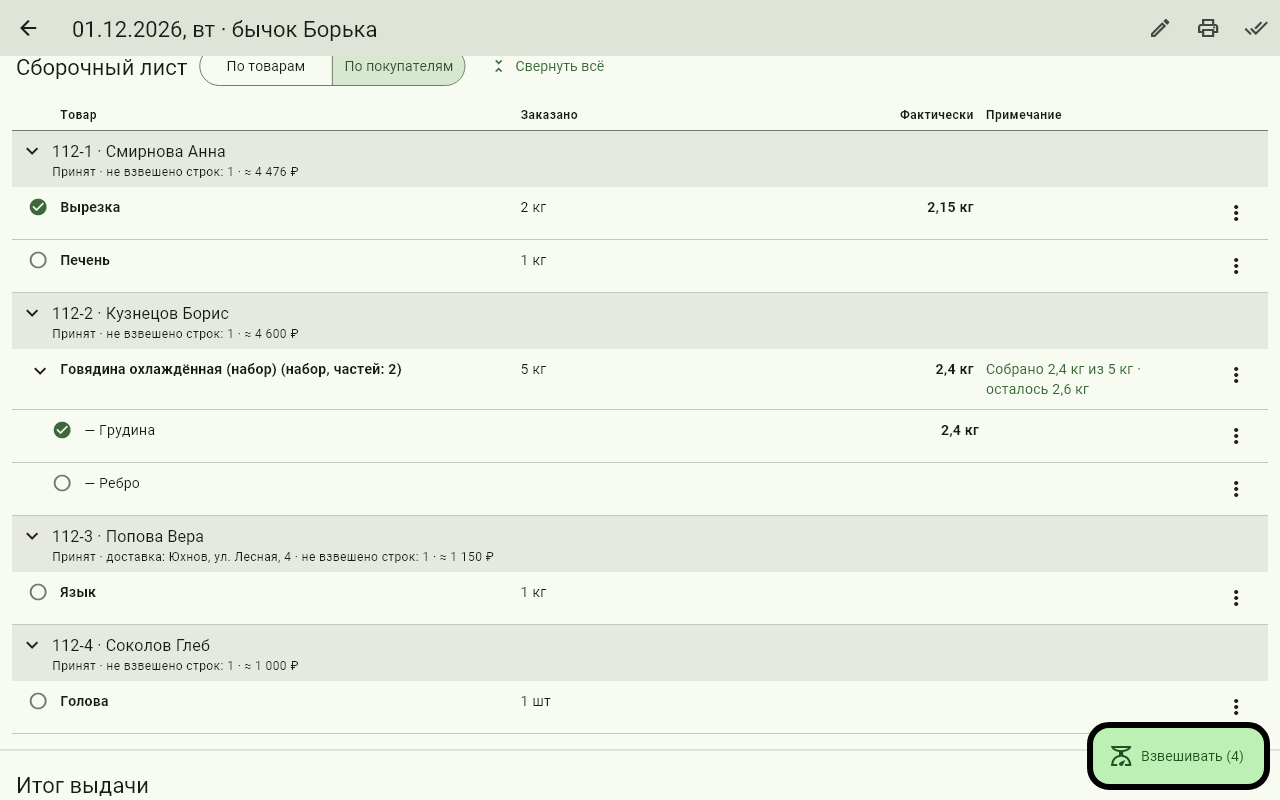 01.12.2026, вт · бычок Борька
Сборочный лист
По товарам
По покупателям
Свернуть всё
Товар
Заказано
Фактически
Примечание
112-1 · Смирнова Анна
Принят · не взвешено строк: 1 · ≈ 4 476 ₽
Вырезка
2 кг
2,15 кг
Печень
1 кг
112-2 · Кузнецов Борис
Принят · не взвешено строк: 1 · ≈ 4 600 ₽
Говядина охлаждённая (набор) (набор, частей: 2)
5 кг
2,4 кг
Собрано 2,4 кг из 5 кг ·
осталось 2,6 кг
— Грудина
2,4 кг
— Ребро
112-3 · Попова Вера
Принят · доставка: Юхнов, ул. Лесная, 4 · не взвешено строк: 1 · ≈ 1 150 ₽
Язык
1 кг
112-4 · Соколов Глеб
Принят · не взвешено строк: 1 · ≈ 1 000 ₽
Голова
1 шт
Взвешивать (4)
Итог выдачи